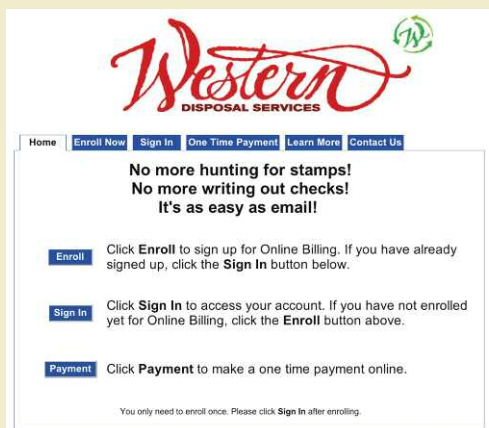 Western
DISPOSAL SERVICES
W
Home Enroll Now Sign In One Time Payment Learn More Contact Us
No more hunting for stamps!
No more writing out checks!
It's as easy as email!
Enroll Click Enroll to sign up for Online Billing. If you have already
signed up, click the Sign In button below.
Sign In Click Sign In to access your account. If you have not enrolled
yet for Online Billing, click the Enroll button above.
Payment Click Payment to make a one time payment online.
You only need to enroll once. Please click Sign In after enrolling.